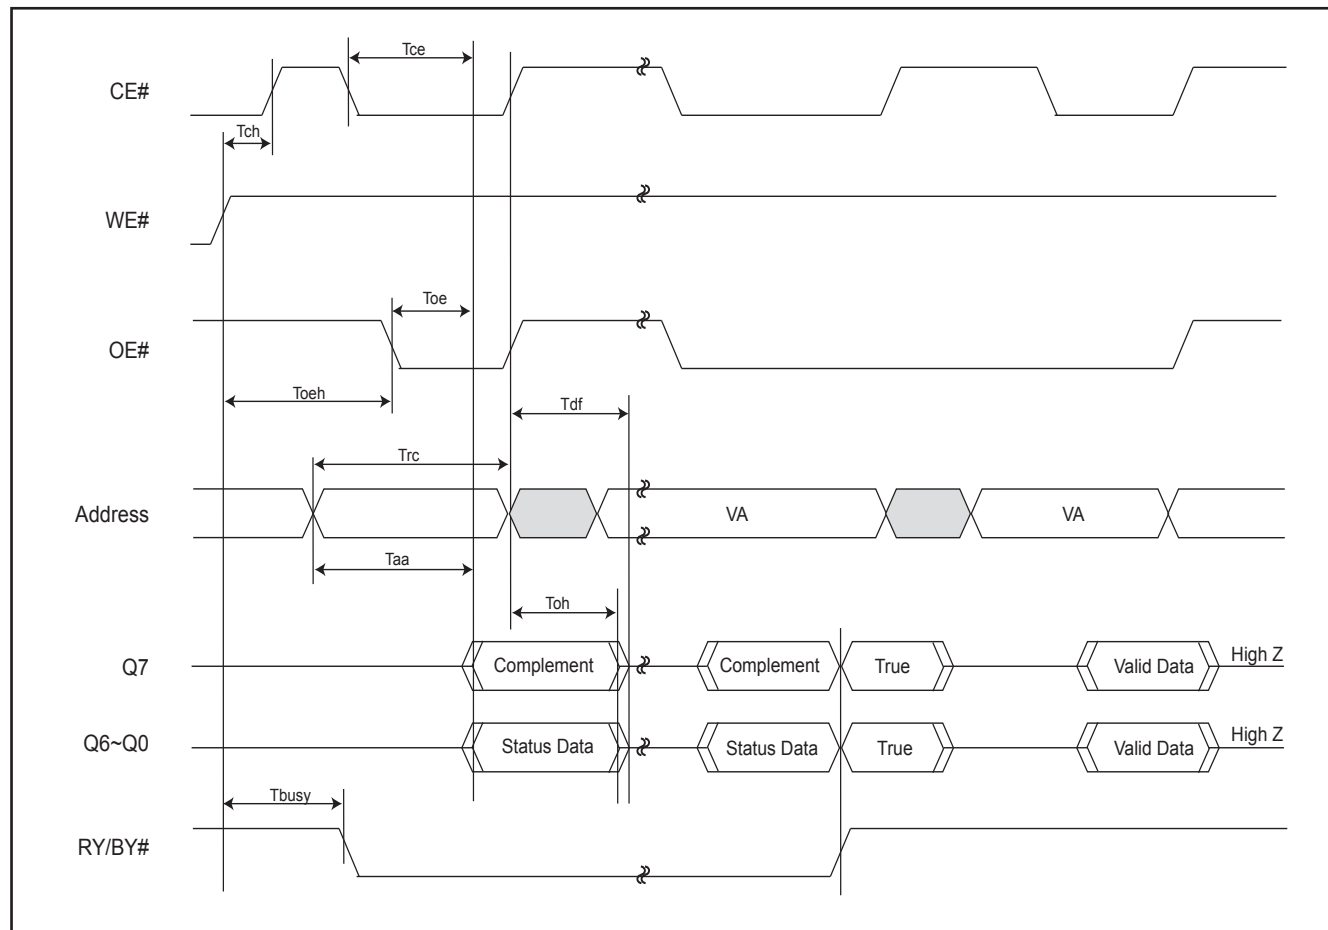 Tce
CE#
Tch
WE#
Toe
OE#
Toeh
Tdf
Trc
Address
VA
VA
Taa
Toh
Q7
Complement
Complement
True
Valid Data
High Z
Q6~Q0
Status Data
Status Data
True
Valid Data
High Z
Tbusy
RY/BY#